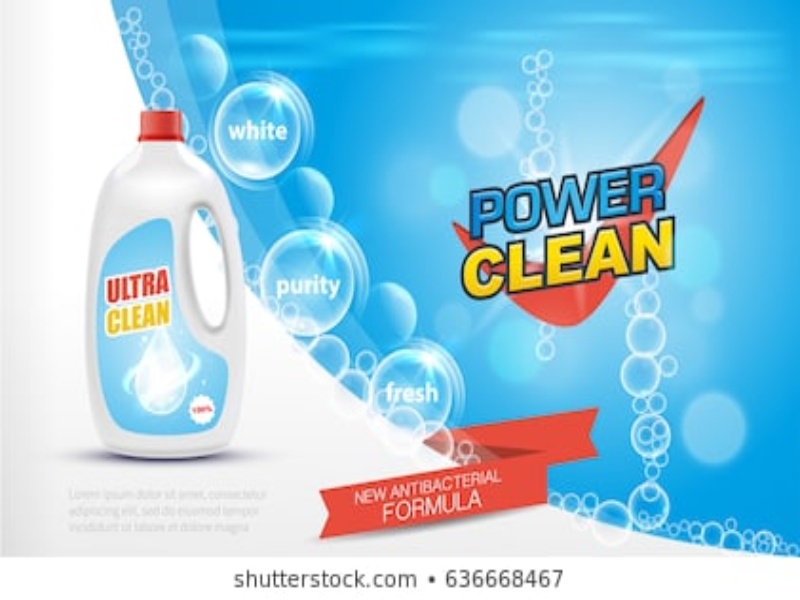 white
purity
fresh
POWER
CLEAN
ULTRA
CLEAN
100%
Lorem ipsum dolor sit amet, consectetur
adipiscing elit, sed do eiusmod tempor
incididunt ut labore et dolore magna
NEW ANTIBACTERIAL
FORMULA
shutterstock.com • 636668467